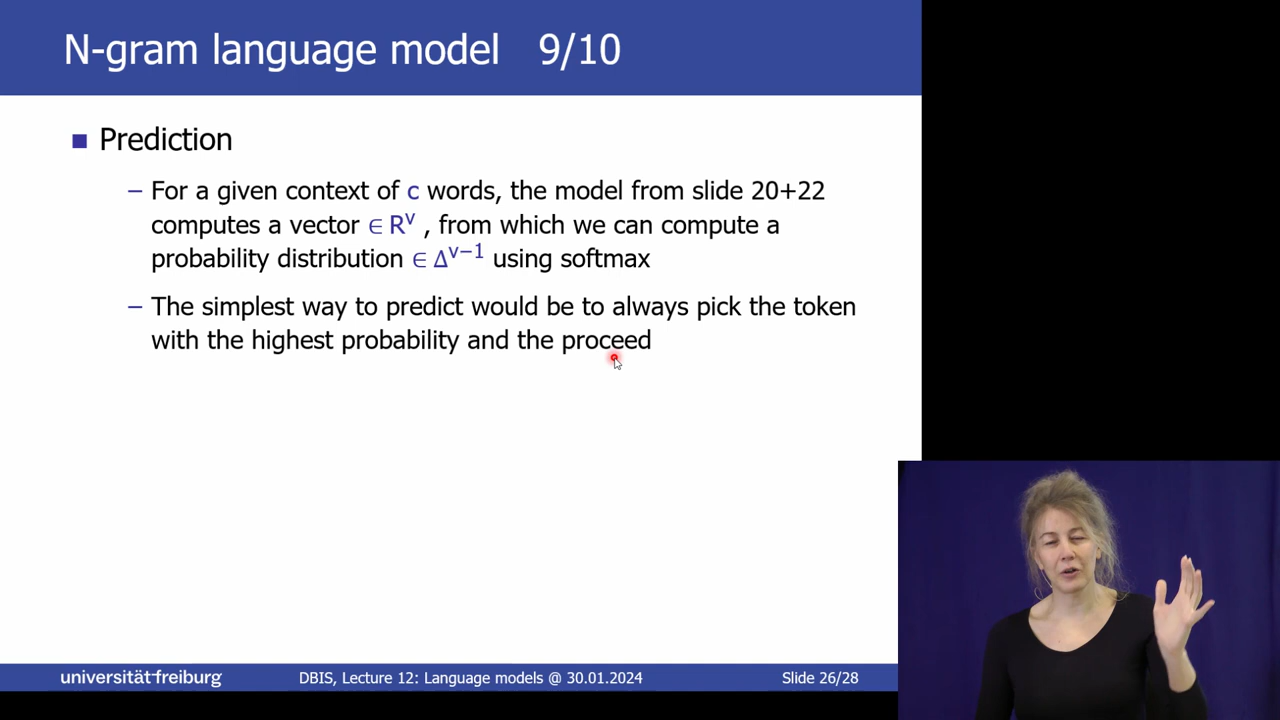 N-gram language model 9/10
Prediction
– For a given context of c words, the model from slide 20+22
computes a vector ∈ Rᵛ , from which we can compute a
probability distribution ∈ Δᵛ⁻¹ using softmax
– The simplest way to predict would be to always pick the token
with the highest probability and the proceed
universität freiburg
DBIS, Lecture 12: Language models @ 30.01.2024
Slide 26/28